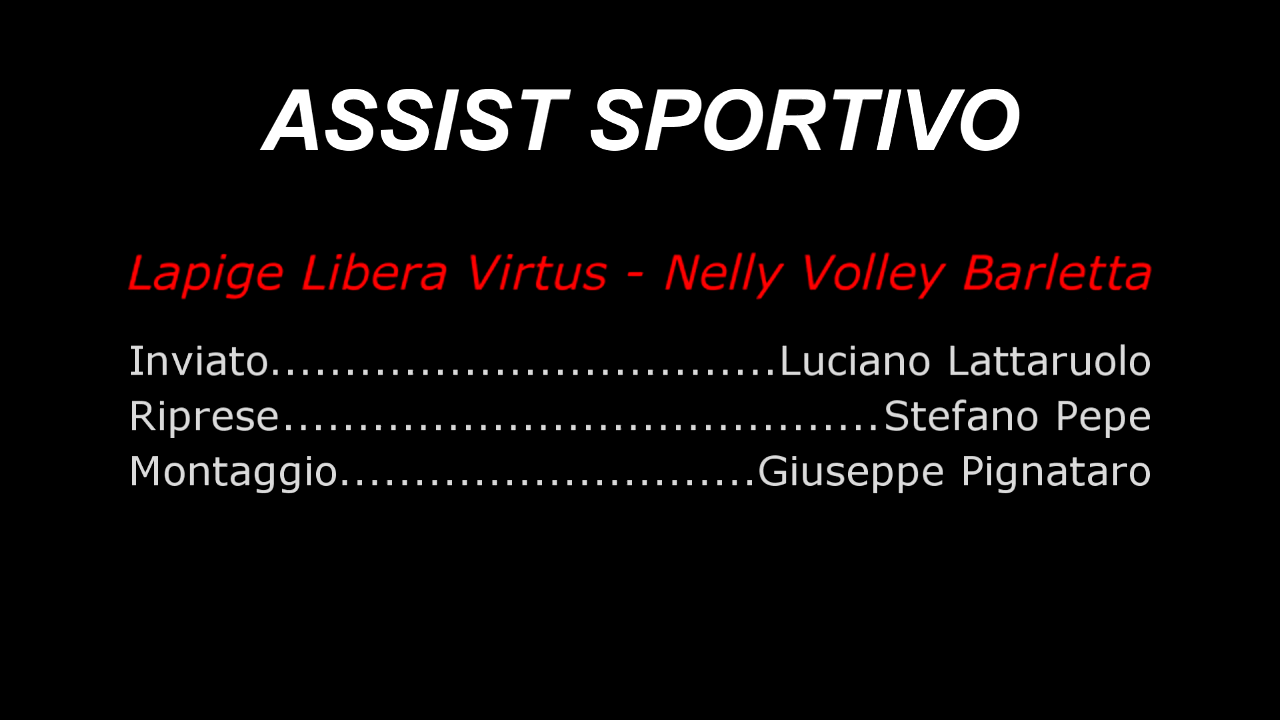 ASSIST SPORTIVO
Lapige Libera Virtus - Nelly Volley Barletta
Inviato..................................Luciano Lattaruolo
Riprese........................................Stefano Pepe
Montaggio............................Giuseppe Pignataro